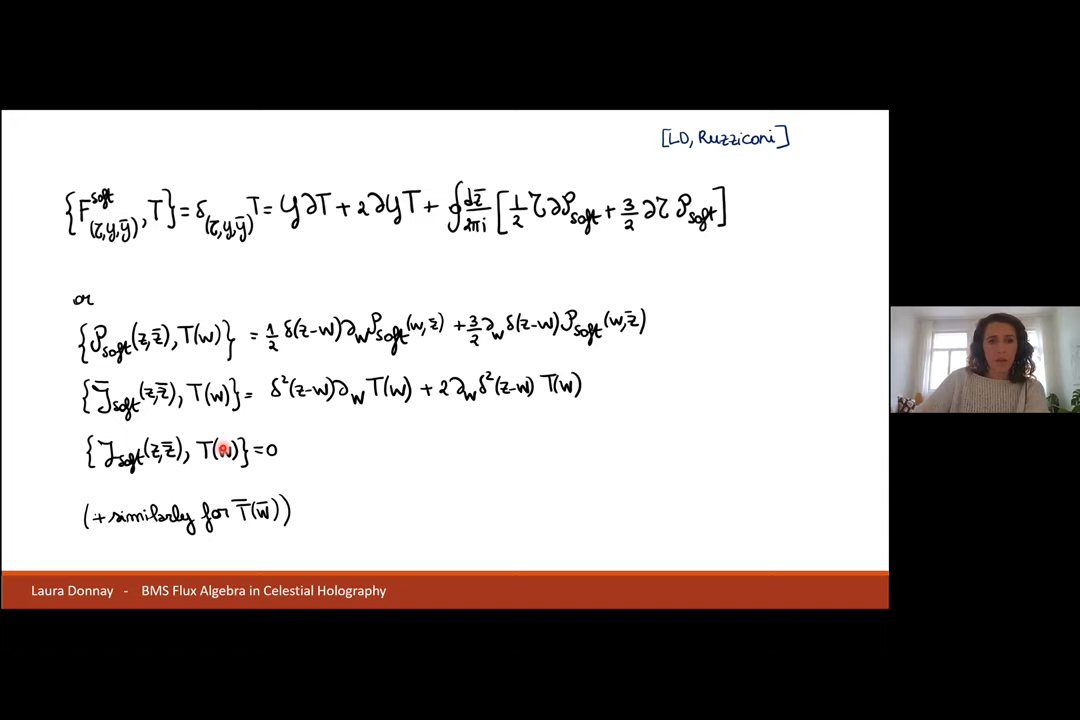 [LD, Ruzziconi]
{F^soft_(τ,y,ȳ), T} = δ_(τ,y,ȳ) T = y∂T + 2∂yT + ∮ dz̄/2πi [1/2 τ∂P_soft + 3/2 ∂τ P_soft]
or
{P_soft(z,z̄), T(w)} = 1/2 δ(z-w)∂_w P_soft(w,z̄) + 3/2 ∂_w δ(z-w) P_soft(w,z̄)
{J̄_soft(z,z̄), T(w)} = δ²(z-w)∂_w T(w) + 2∂_w δ²(z-w) T(w)
{J_soft(z,z̄), T(w)} = 0
(+ similarly for T̄(w̄))
Laura Donnay - BMS Flux Algebra in Celestial Holography